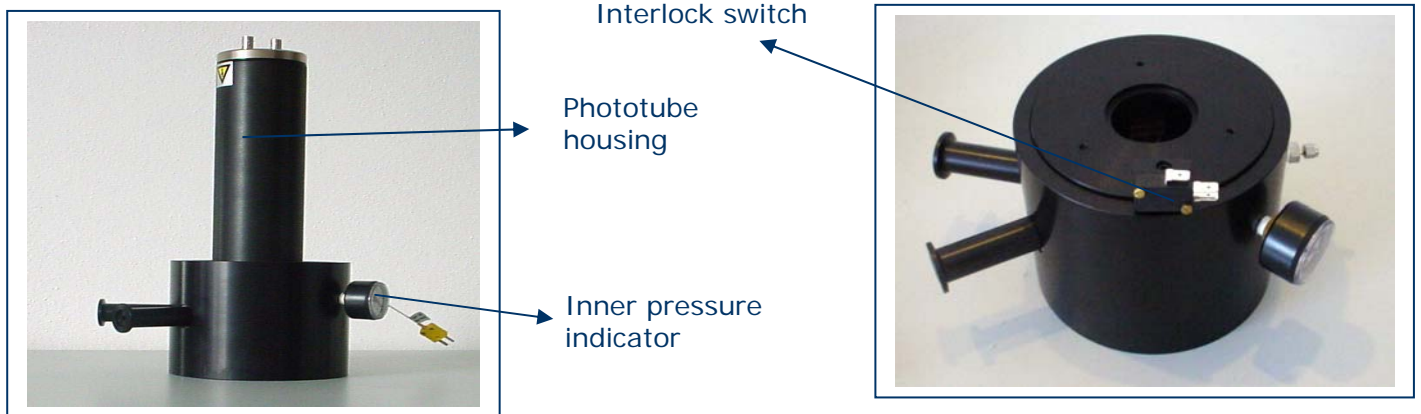 Interlock switch
Phototube
housing
Inner pressure
indicator